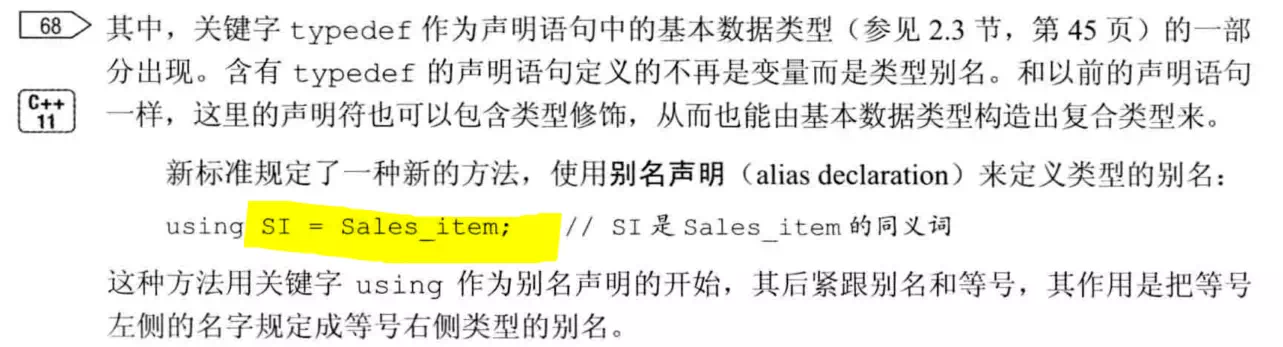 68 其中，关键字 typedef 作为声明语句中的基本数据类型（参见 2.3 节，第 45 页）的一部
分出现。含有 typedef 的声明语句定义的不再是变量而是类型别名。和以前的声明语句
C++
11
一样，这里的声明符也可以包含类型修饰，从而也能由基本数据类型构造出复合类型来。
新标准规定了一种新的方法，使用别名声明（alias declaration）来定义类型的别名：
using SI = Sales_item; // SI 是 Sales_item 的同义词
这种方法用关键字 using 作为别名声明的开始，其后紧跟别名和等号，其作用是把等号
左侧的名字规定成等号右侧类型的别名。